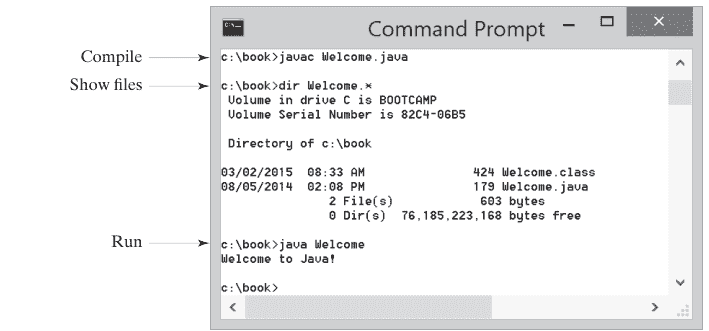 Command Prompt
Compile
c:\book>javac Welcome.java
Show files
c:\book>dir Welcome.*
Volume in drive C is BOOTCAMP
Volume Serial Number is 82C4-06B5
Directory of c:\book
03/02/2015 08:33 AM 424 Welcome.class
08/05/2014 02:08 PM 179 Welcome.java
2 File(s) 603 bytes
0 Dir(s) 76,185,223,168 bytes free
Run
c:\book>java Welcome
Welcome to Java!
c:\book>